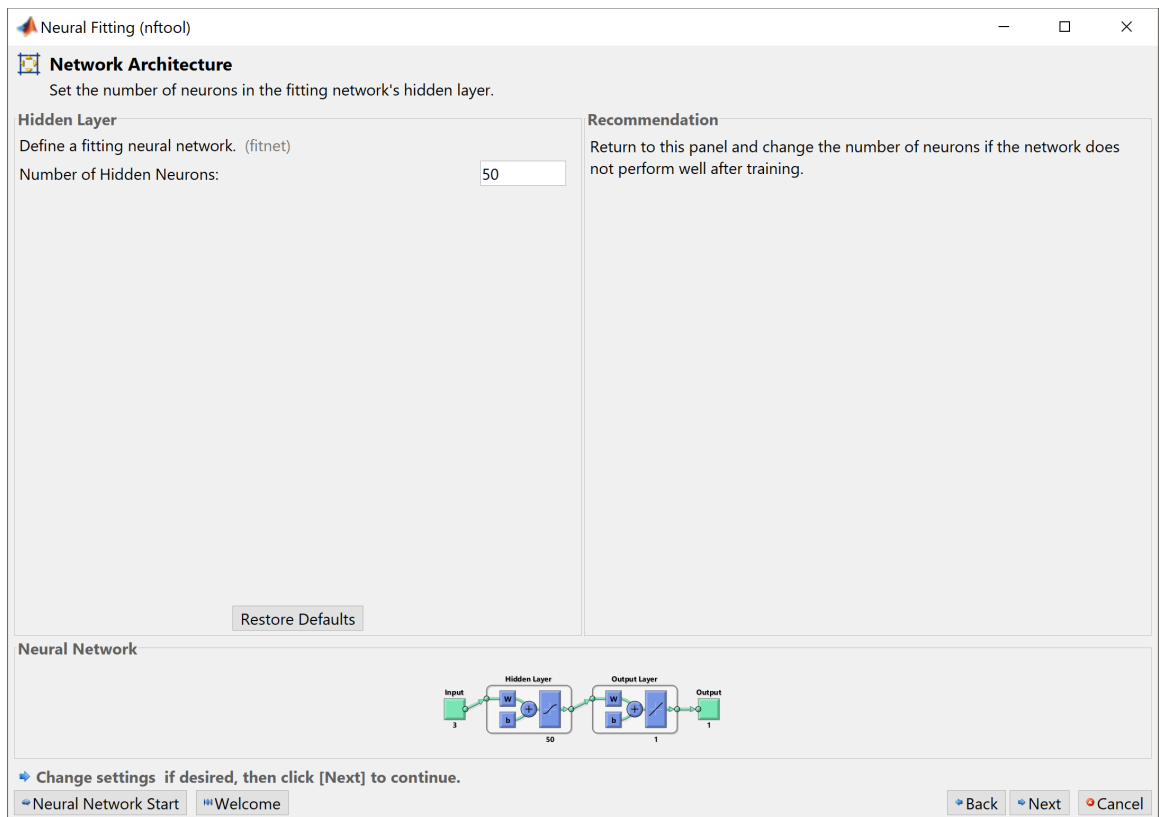 Neural Fitting (nftool)
Network Architecture
Set the number of neurons in the fitting network's hidden layer.
Hidden Layer
Define a fitting neural network. (fitnet)
Number of Hidden Neurons:
50
Restore Defaults
Recommendation
Return to this panel and change the number of neurons if the network does
not perform well after training.
Neural Network
Hidden Layer
Output Layer
Input
Output
W
b
+
W
b
+
3
50
1
1
Change settings if desired, then click [Next] to continue.
Neural Network Start
Welcome
Back
Next
Cancel